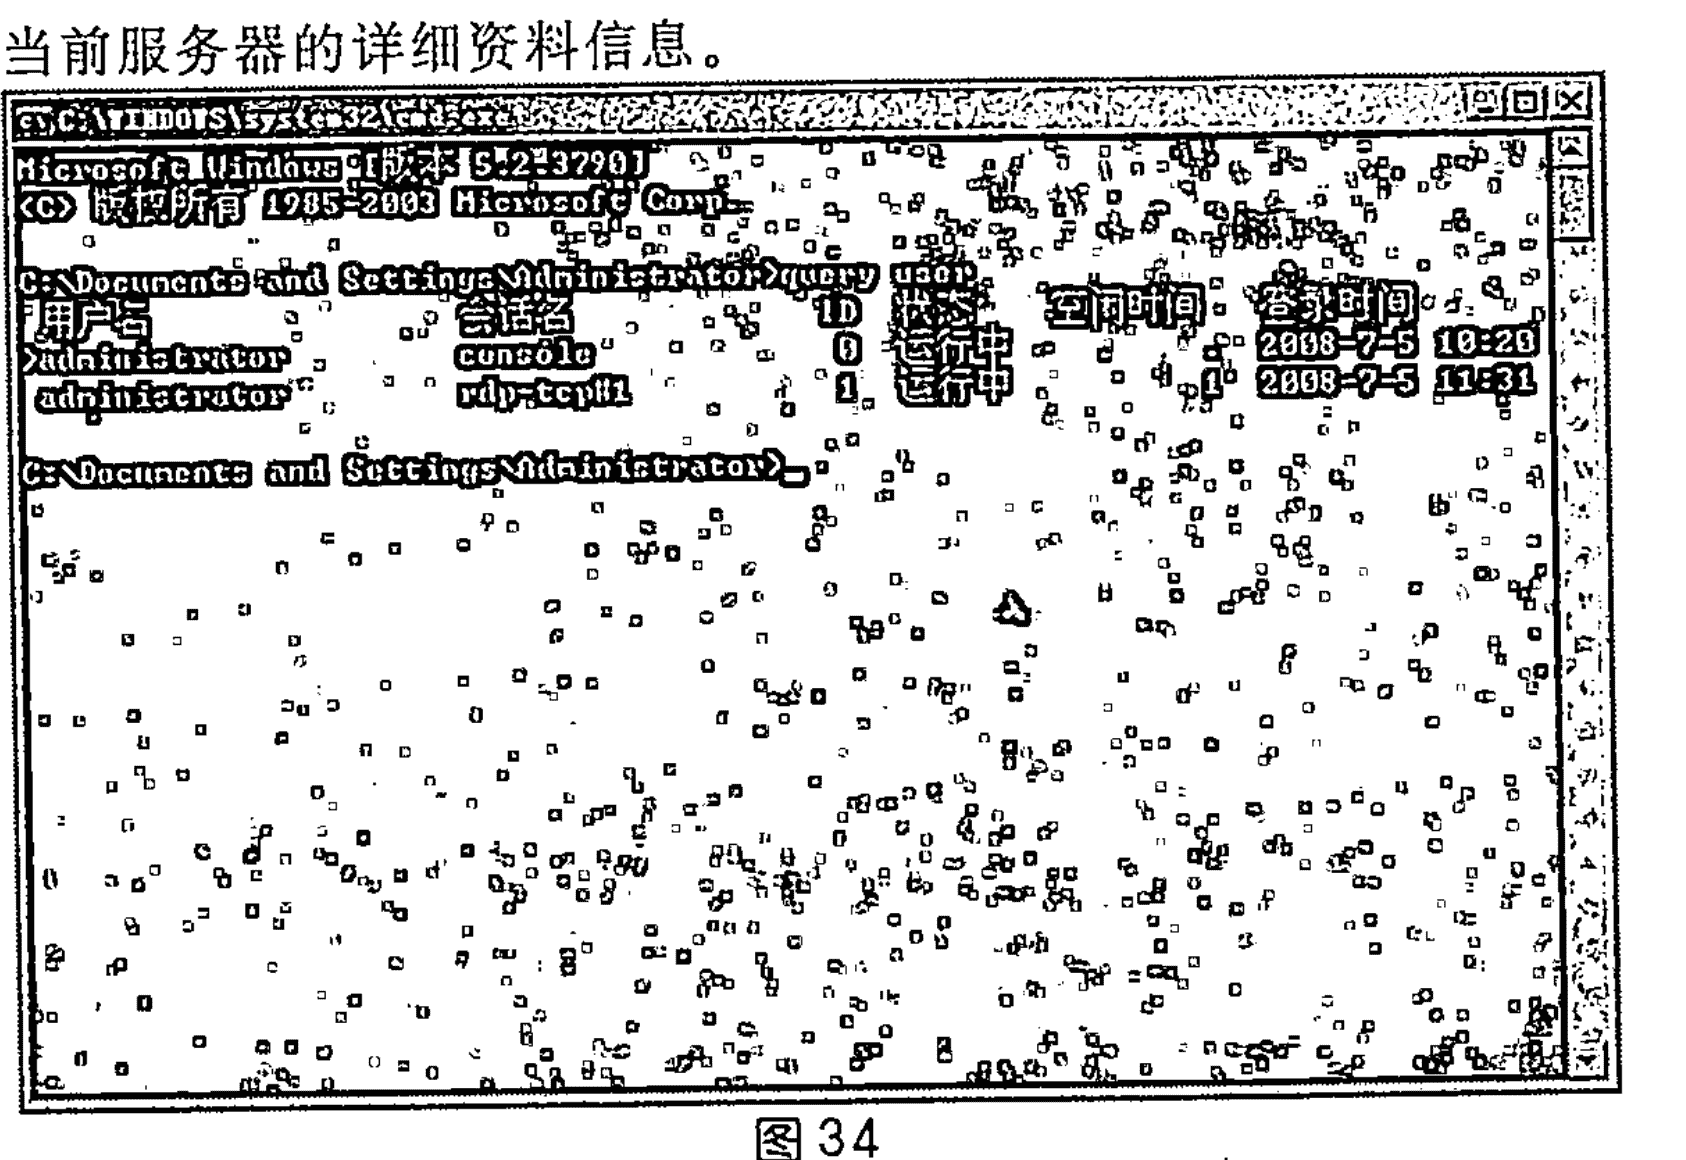 当前服务器的详细资料信息。
C:\WINDOWS\system32\cmd.exe
Microsoft Windows [版本 5.2.3790]
<C> 版权所有 1985-2003 Microsoft Corp.
C:\Documents and Settings\Administrator>query user
用户名 会话名 ID 状态 空闲时间 登录时间
>administrator console 0 运行中 2008-7-5 10:20
administrator rdp-tcp#1 1 运行中 1 2008-7-5 11:31
C:\Documents and Settings\Administrator>_
图 34